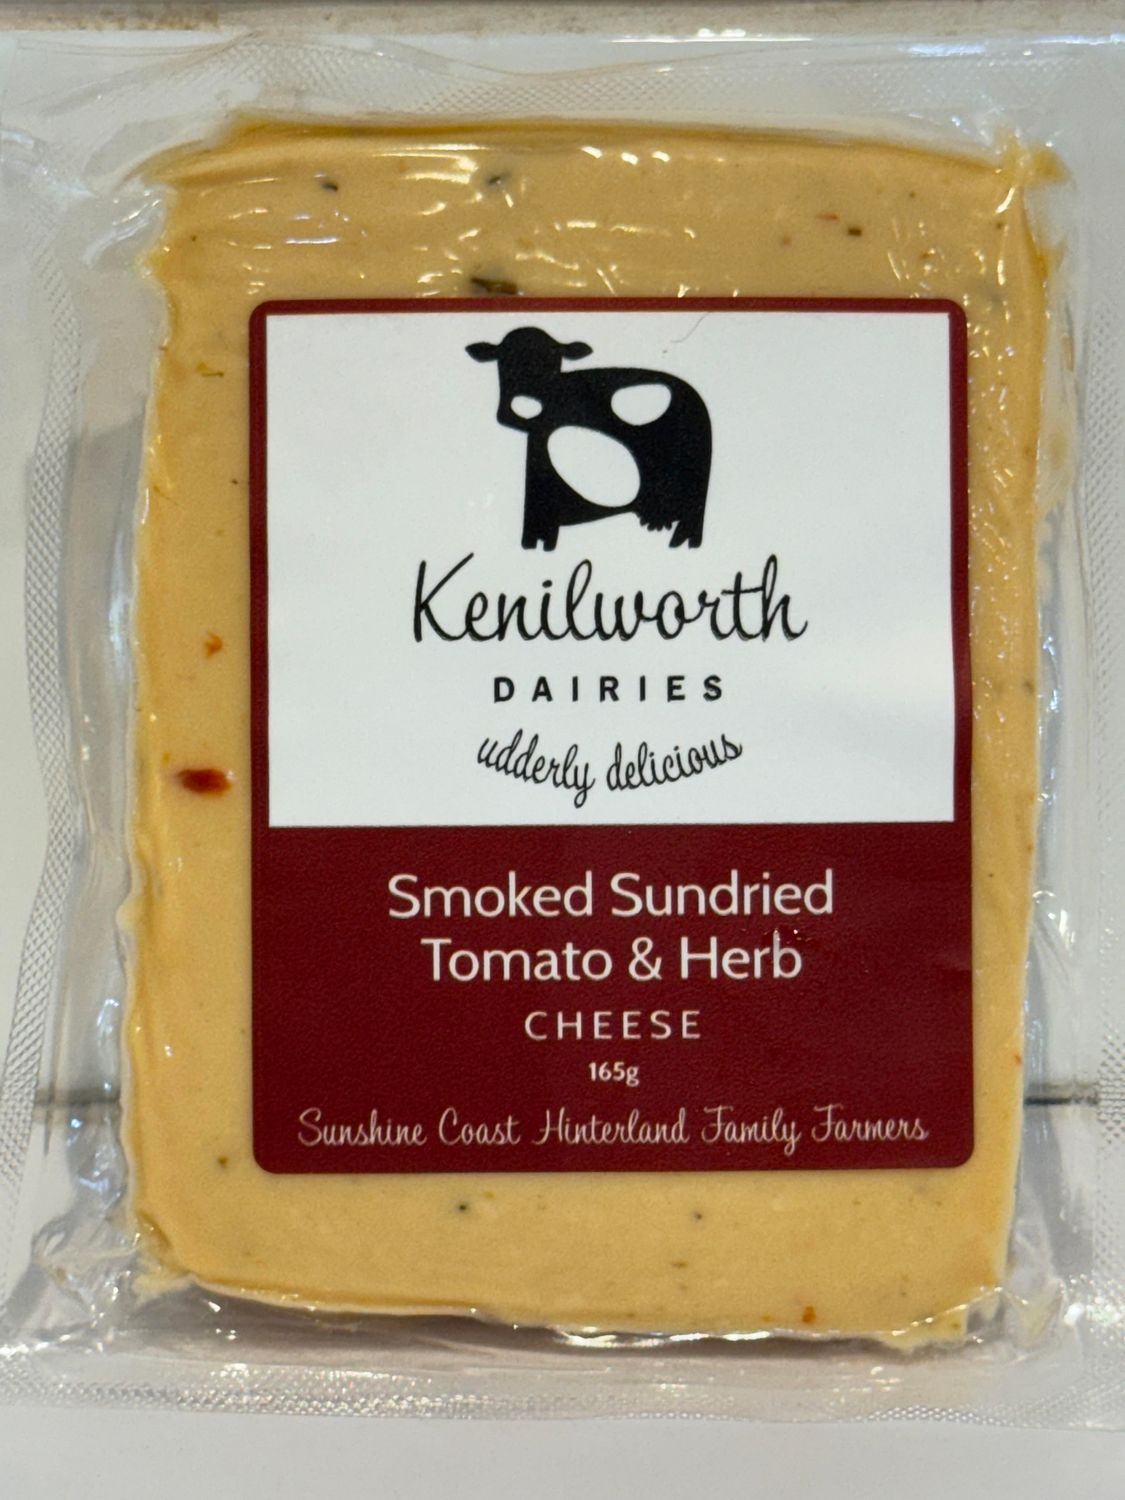 Kenilworth
DAIRIES
udderly delicious
Smoked Sundried
Tomato & Herb
CHEESE
165g
Sunshine Coast Hinterland Family Farmers